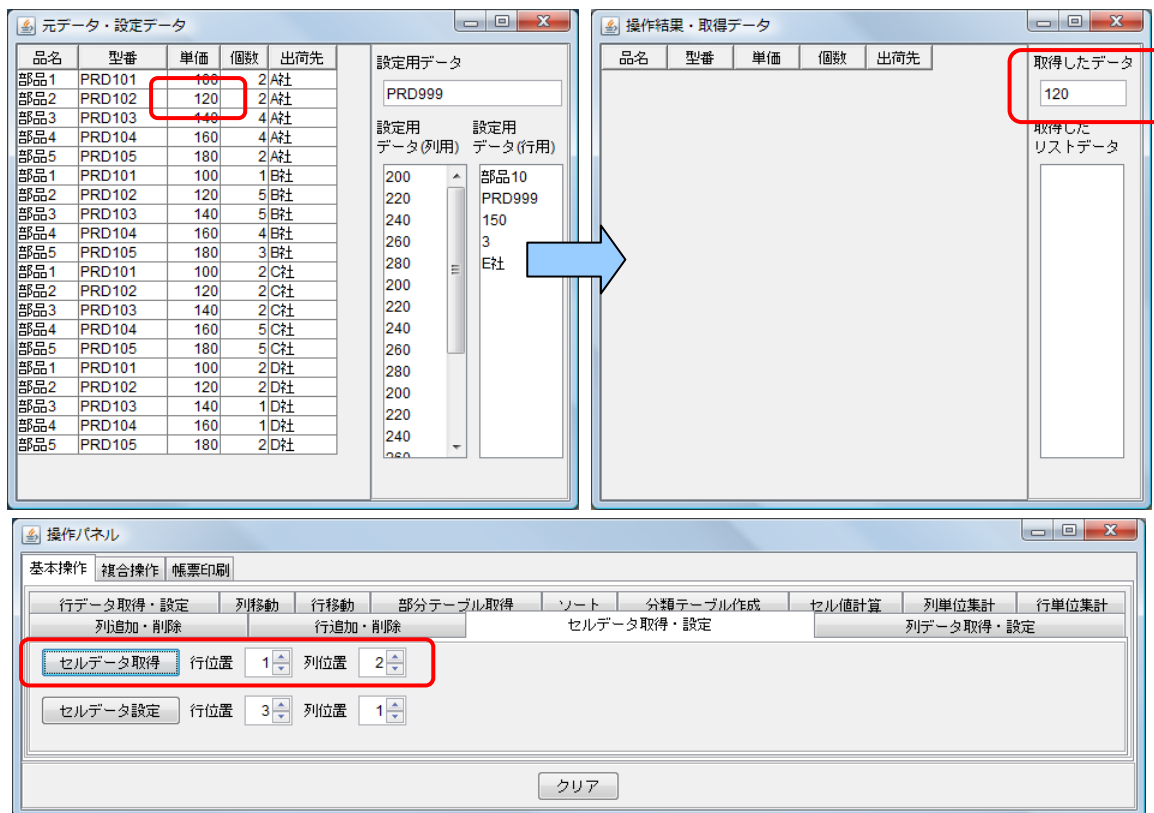 元データ・設定データ
品名 型番 単価 個数 出荷先
部品1 PRD101 100 2 A社
部品2 PRD102 120 2 A社
部品3 PRD103 140 4 A社
部品4 PRD104 160 4 A社
部品5 PRD105 180 2 A社
部品1 PRD101 100 1 B社
部品2 PRD102 120 5 B社
部品3 PRD103 140 5 B社
部品4 PRD104 160 4 B社
部品5 PRD105 180 3 B社
部品1 PRD101 100 2 C社
部品2 PRD102 120 2 C社
部品3 PRD103 140 2 C社
部品4 PRD104 160 5 C社
部品5 PRD105 180 5 C社
部品1 PRD101 100 2 D社
部品2 PRD102 120 2 D社
部品3 PRD103 140 1 D社
部品4 PRD104 160 1 D社
部品5 PRD105 180 2 D社
設定用データ
PRD999
設定用
データ(列用)
200
220
240
260
280
200
220
240
260
280
200
220
240
260
設定用
データ(行用)
部品10
PRD999
150
3
E社
操作結果・取得データ
品名 型番 単価 個数 出荷先
取得したデータ
120
取得した
リストデータ
操作パネル
基本操作 複合操作 帳票印刷
行データ取得・設定 列移動 行移動 部分テーブル取得 ソート 分類テーブル作成 セル値計算 列単位集計 行単位集計
列追加・削除 行追加・削除 セルデータ取得・設定 列データ取得・設定
セルデータ取得 行位置 1 列位置 2
セルデータ設定 行位置 3 列位置 1
クリア